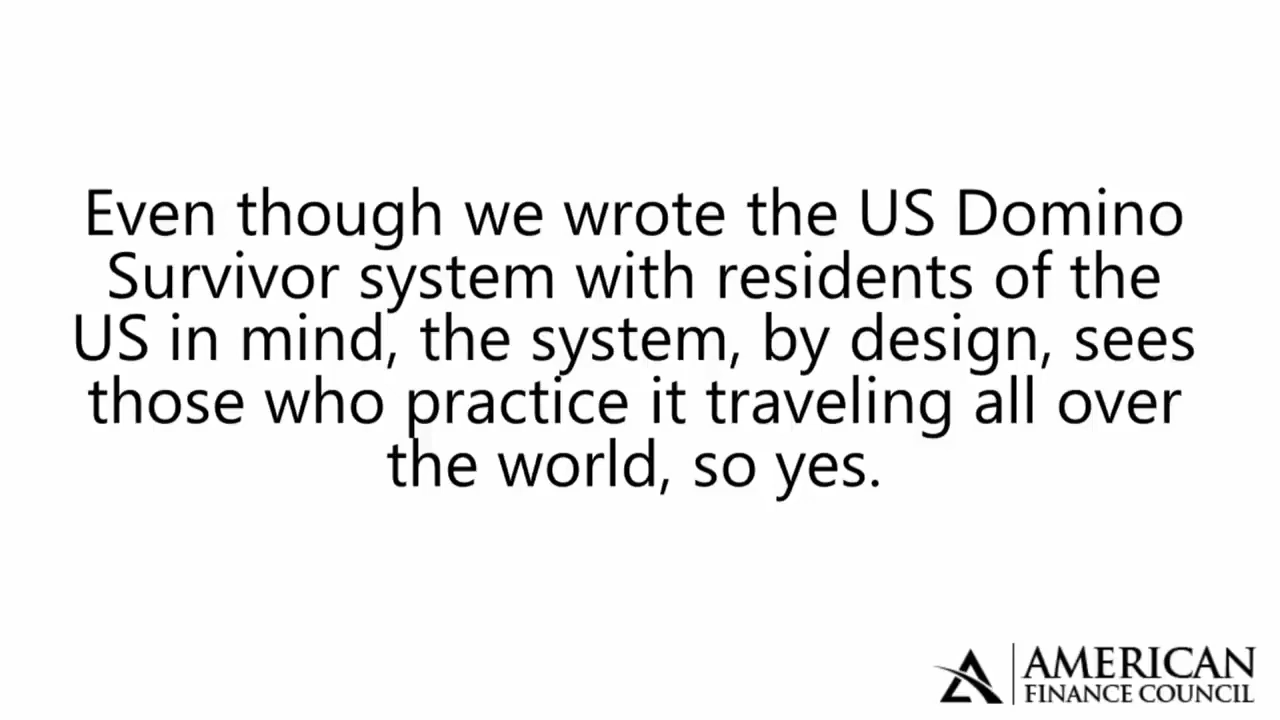 Even though we wrote the US Domino
Survivor system with residents of the
US in mind, the system, by design, sees
those who practice it traveling all over
the world, so yes.
AMERICAN
FINANCE COUNCIL